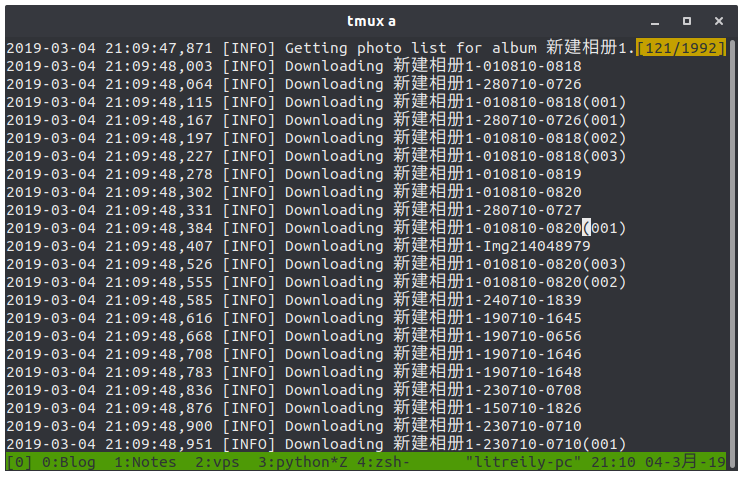 tmux a
2019-03-04 21:09:47,871 [INFO] Getting photo list for album 新建相册1.[121/1992]
2019-03-04 21:09:48,003 [INFO] Downloading 新建相册1-010810-0818
2019-03-04 21:09:48,064 [INFO] Downloading 新建相册1-280710-0726
2019-03-04 21:09:48,115 [INFO] Downloading 新建相册1-010810-0818(001)
2019-03-04 21:09:48,167 [INFO] Downloading 新建相册1-280710-0726(001)
2019-03-04 21:09:48,197 [INFO] Downloading 新建相册1-010810-0818(002)
2019-03-04 21:09:48,227 [INFO] Downloading 新建相册1-010810-0818(003)
2019-03-04 21:09:48,278 [INFO] Downloading 新建相册1-010810-0819
2019-03-04 21:09:48,302 [INFO] Downloading 新建相册1-010810-0820
2019-03-04 21:09:48,331 [INFO] Downloading 新建相册1-280710-0727
2019-03-04 21:09:48,384 [INFO] Downloading 新建相册1-010810-0820(001)
2019-03-04 21:09:48,407 [INFO] Downloading 新建相册1-Img214048979
2019-03-04 21:09:48,526 [INFO] Downloading 新建相册1-010810-0820(003)
2019-03-04 21:09:48,555 [INFO] Downloading 新建相册1-010810-0820(002)
2019-03-04 21:09:48,585 [INFO] Downloading 新建相册1-240710-1839
2019-03-04 21:09:48,616 [INFO] Downloading 新建相册1-190710-1645
2019-03-04 21:09:48,668 [INFO] Downloading 新建相册1-190710-0656
2019-03-04 21:09:48,708 [INFO] Downloading 新建相册1-190710-1646
2019-03-04 21:09:48,783 [INFO] Downloading 新建相册1-190710-1648
2019-03-04 21:09:48,836 [INFO] Downloading 新建相册1-230710-0708
2019-03-04 21:09:48,876 [INFO] Downloading 新建相册1-150710-1826
2019-03-04 21:09:48,900 [INFO] Downloading 新建相册1-230710-0710
2019-03-04 21:09:48,951 [INFO] Downloading 新建相册1-230710-0710(001)
[0] 0:Blog  1:Notes  2:vps  3:python*Z 4:zsh-      "litreily-pc" 21:10 04-3月-19